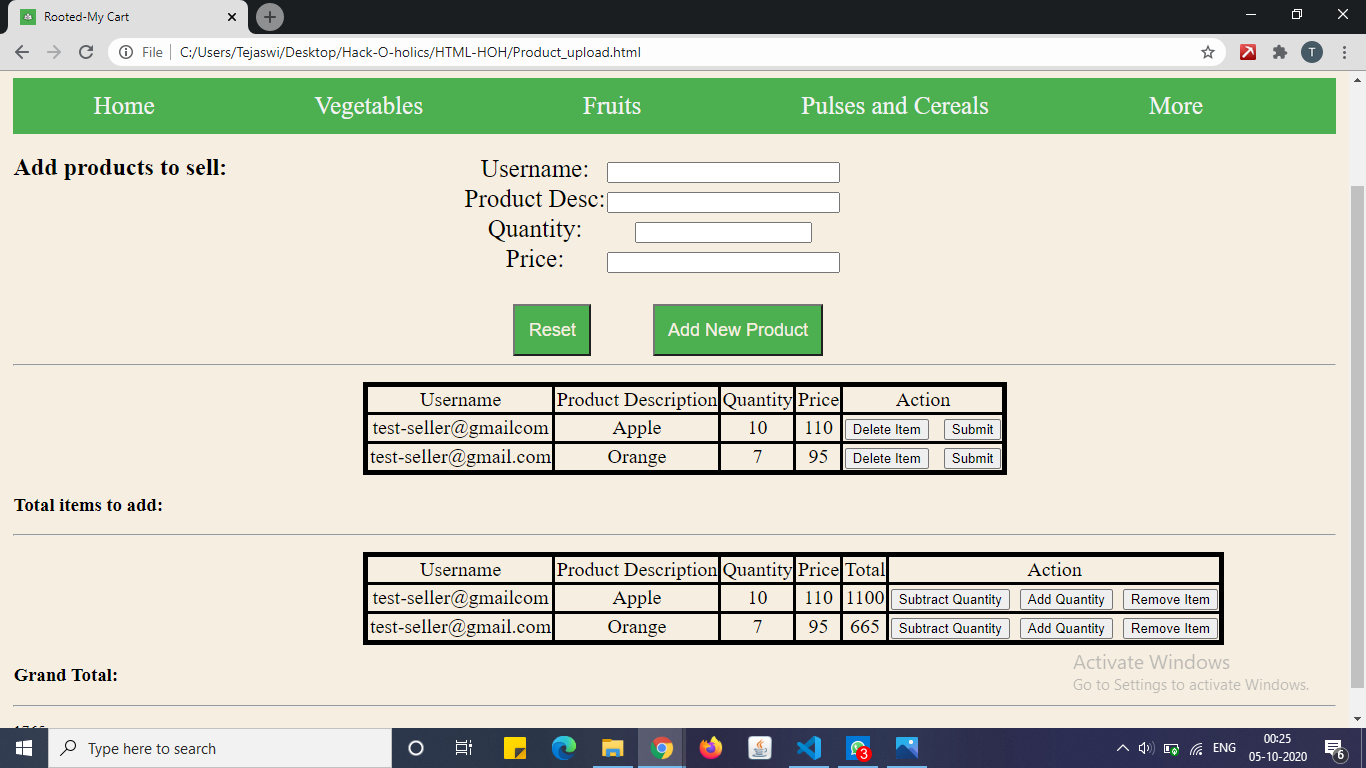 Rooted-My Cart
File C:/Users/Tejaswi/Desktop/Hack-O-holics/HTML-HOH/Product_upload.html
T
Home Vegetables Fruits Pulses and Cereals More
Add products to sell:
Username:
Product Desc:
Quantity:
Price:
Reset Add New Product
Username Product Description Quantity Price Action
test-seller@gmailcom Apple 10 110 Delete Item Submit
test-seller@gmail.com Orange 7 95 Delete Item Submit
Total items to add:
Username Product Description Quantity Price Total Action
test-seller@gmailcom Apple 10 110 1100 Subtract Quantity Add Quantity Remove Item
test-seller@gmail.com Orange 7 95 665 Subtract Quantity Add Quantity Remove Item
Grand Total:
Activate Windows
Go to Settings to activate Windows.
Type here to search
3
ENG
00:25
05-10-2020
6